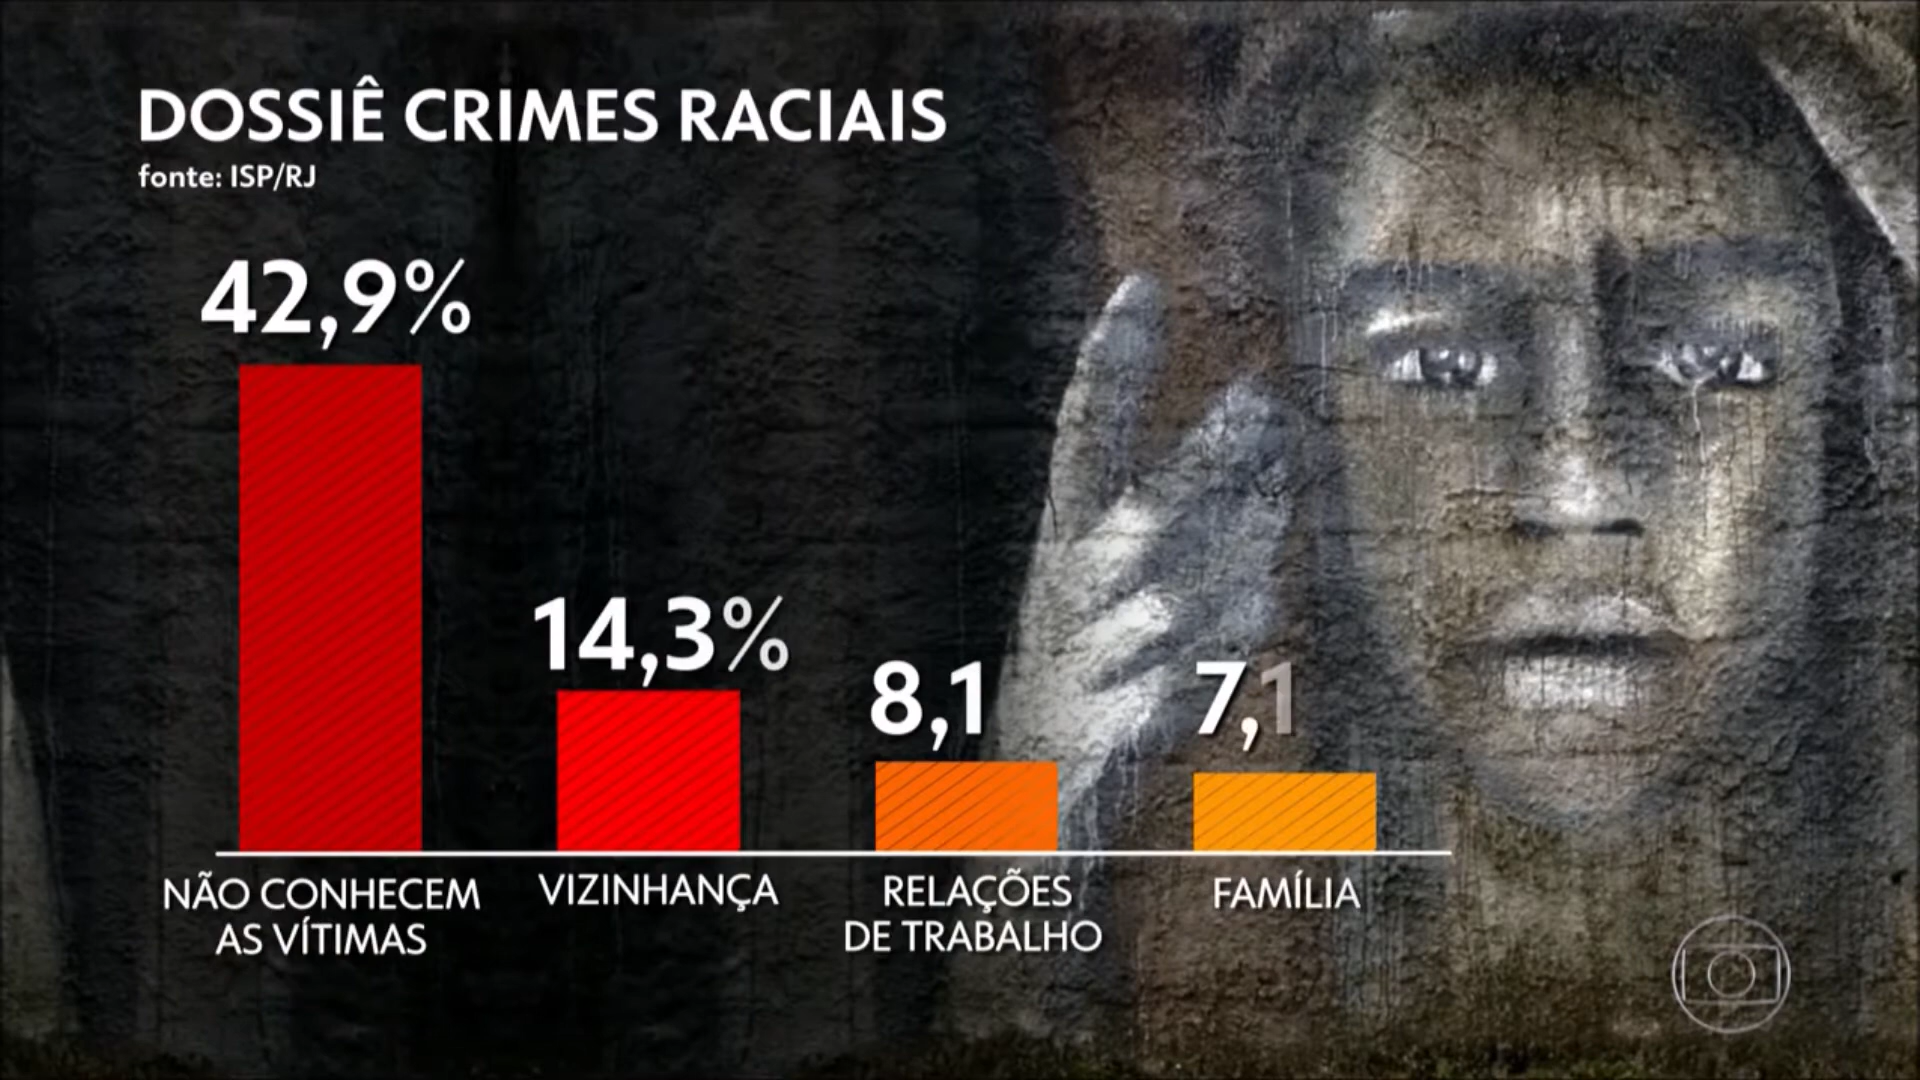 DOSSIÊ CRIMES RACIAIS
fonte: ISP/RJ
42,9%
14,3%
8,1
7,1
NÃO CONHECEM
AS VÍTIMAS
VIZINHANÇA
RELAÇÕES
DE TRABALHO
FAMÍLIA